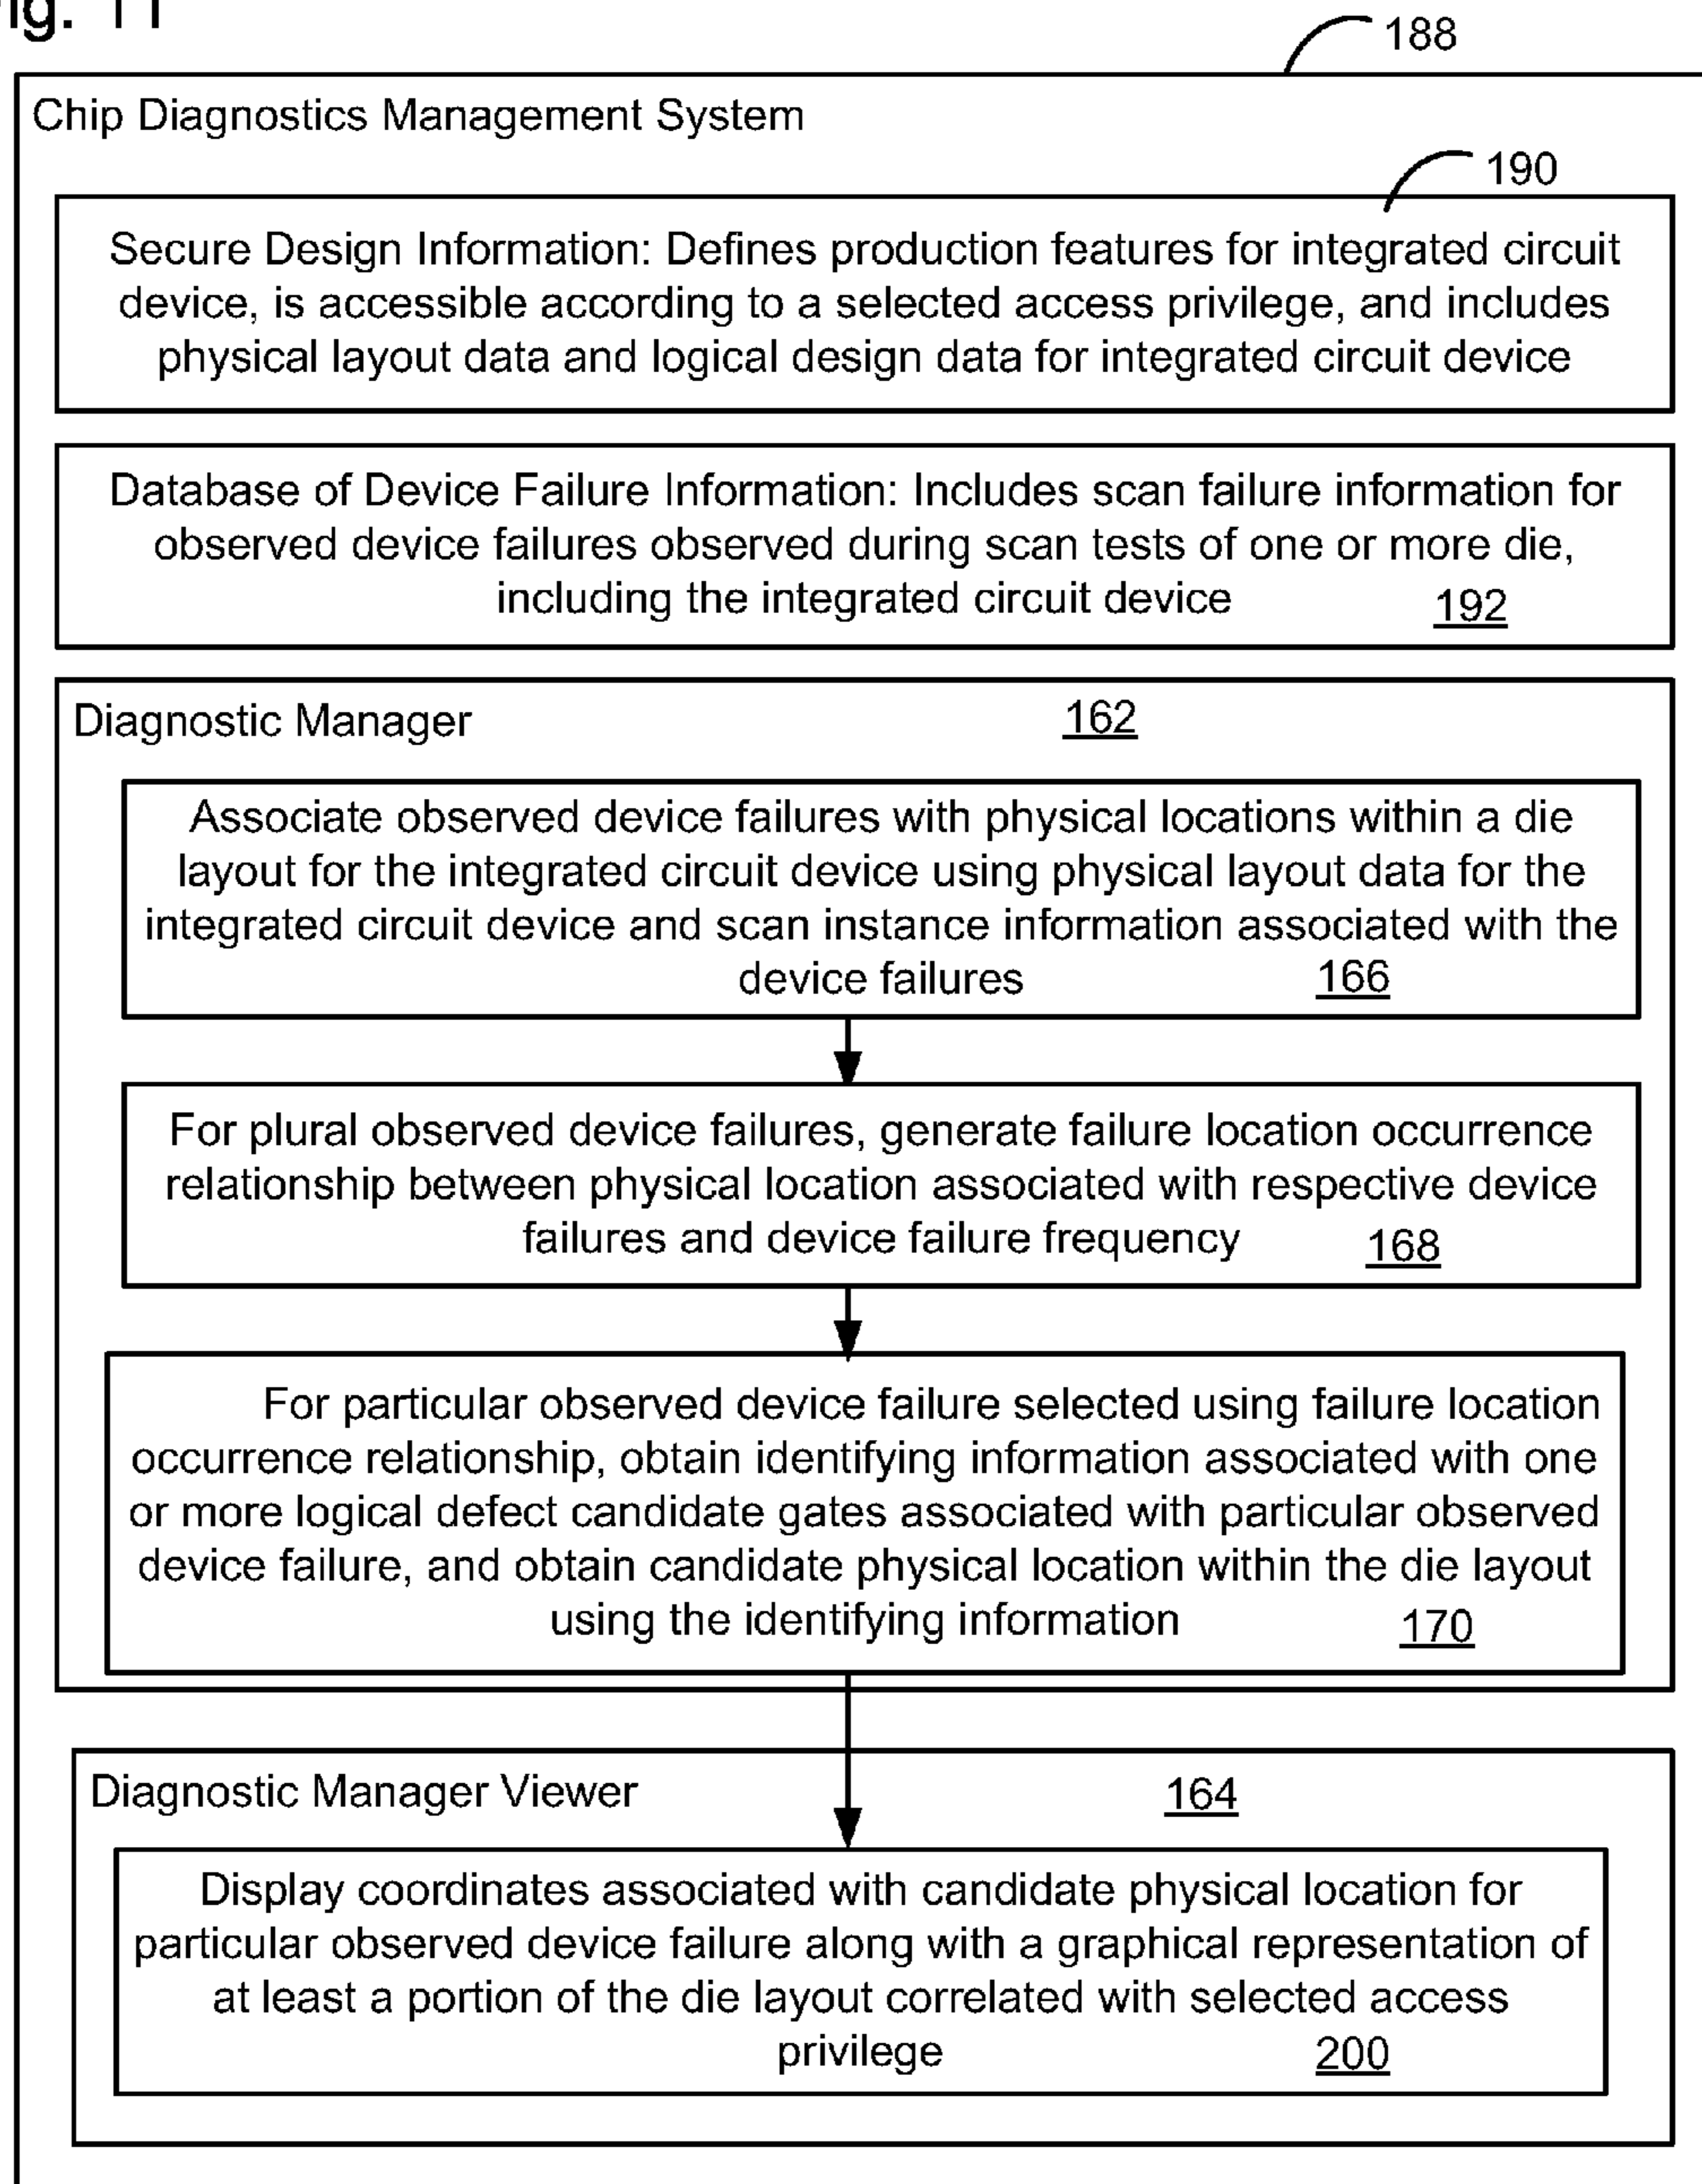 Fig. 11
188
Chip Diagnostics Management System
190
Secure Design Information: Defines production features for integrated circuit
device, is accessible according to a selected access privilege, and includes
physical layout data and logical design data for integrated circuit device
Database of Device Failure Information: Includes scan failure information for
observed device failures observed during scan tests of one or more die,
including the integrated circuit device 192
Diagnostic Manager 162
Associate observed device failures with physical locations within a die
layout for the integrated circuit device using physical layout data for the
integrated circuit device and scan instance information associated with the
device failures 166
For plural observed device failures, generate failure location occurrence
relationship between physical location associated with respective device
failures and device failure frequency 168
For particular observed device failure selected using failure location
occurrence relationship, obtain identifying information associated with one
or more logical defect candidate gates associated with particular observed
device failure, and obtain candidate physical location within the die layout
using the identifying information 170
Diagnostic Manager Viewer 164
Display coordinates associated with candidate physical location for
particular observed device failure along with a graphical representation of
at least a portion of the die layout correlated with selected access
privilege 200